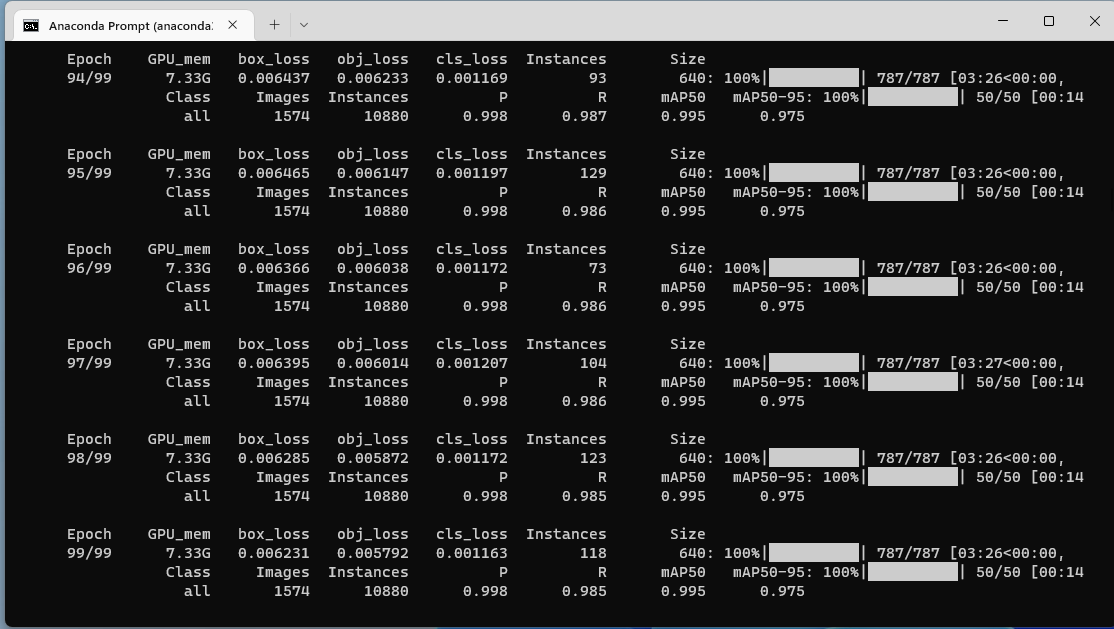 Anaconda Prompt (anaconda:
Epoch GPU_mem box_loss obj_loss cls_loss Instances Size
94/99 7.33G 0.006437 0.006233 0.001169 93 640: 100%| | 787/787 [03:26<00:00,
Class Images Instances P R mAP50 mAP50-95: 100%| | 50/50 [00:14
all 1574 10880 0.998 0.987 0.995 0.975
Epoch GPU_mem box_loss obj_loss cls_loss Instances Size
95/99 7.33G 0.006465 0.006147 0.001197 129 640: 100%| | 787/787 [03:26<00:00,
Class Images Instances P R mAP50 mAP50-95: 100%| | 50/50 [00:14
all 1574 10880 0.998 0.986 0.995 0.975
Epoch GPU_mem box_loss obj_loss cls_loss Instances Size
96/99 7.33G 0.006366 0.006038 0.001172 73 640: 100%| | 787/787 [03:26<00:00,
Class Images Instances P R mAP50 mAP50-95: 100%| | 50/50 [00:14
all 1574 10880 0.998 0.986 0.995 0.975
Epoch GPU_mem box_loss obj_loss cls_loss Instances Size
97/99 7.33G 0.006395 0.006014 0.001207 104 640: 100%| | 787/787 [03:27<00:00,
Class Images Instances P R mAP50 mAP50-95: 100%| | 50/50 [00:14
all 1574 10880 0.998 0.986 0.995 0.975
Epoch GPU_mem box_loss obj_loss cls_loss Instances Size
98/99 7.33G 0.006285 0.005872 0.001172 123 640: 100%| | 787/787 [03:26<00:00,
Class Images Instances P R mAP50 mAP50-95: 100%| | 50/50 [00:14
all 1574 10880 0.998 0.985 0.995 0.975
Epoch GPU_mem box_loss obj_loss cls_loss Instances Size
99/99 7.33G 0.006231 0.005792 0.001163 118 640: 100%| | 787/787 [03:26<00:00,
Class Images Instances P R mAP50 mAP50-95: 100%| | 50/50 [00:14
all 1574 10880 0.998 0.985 0.995 0.975